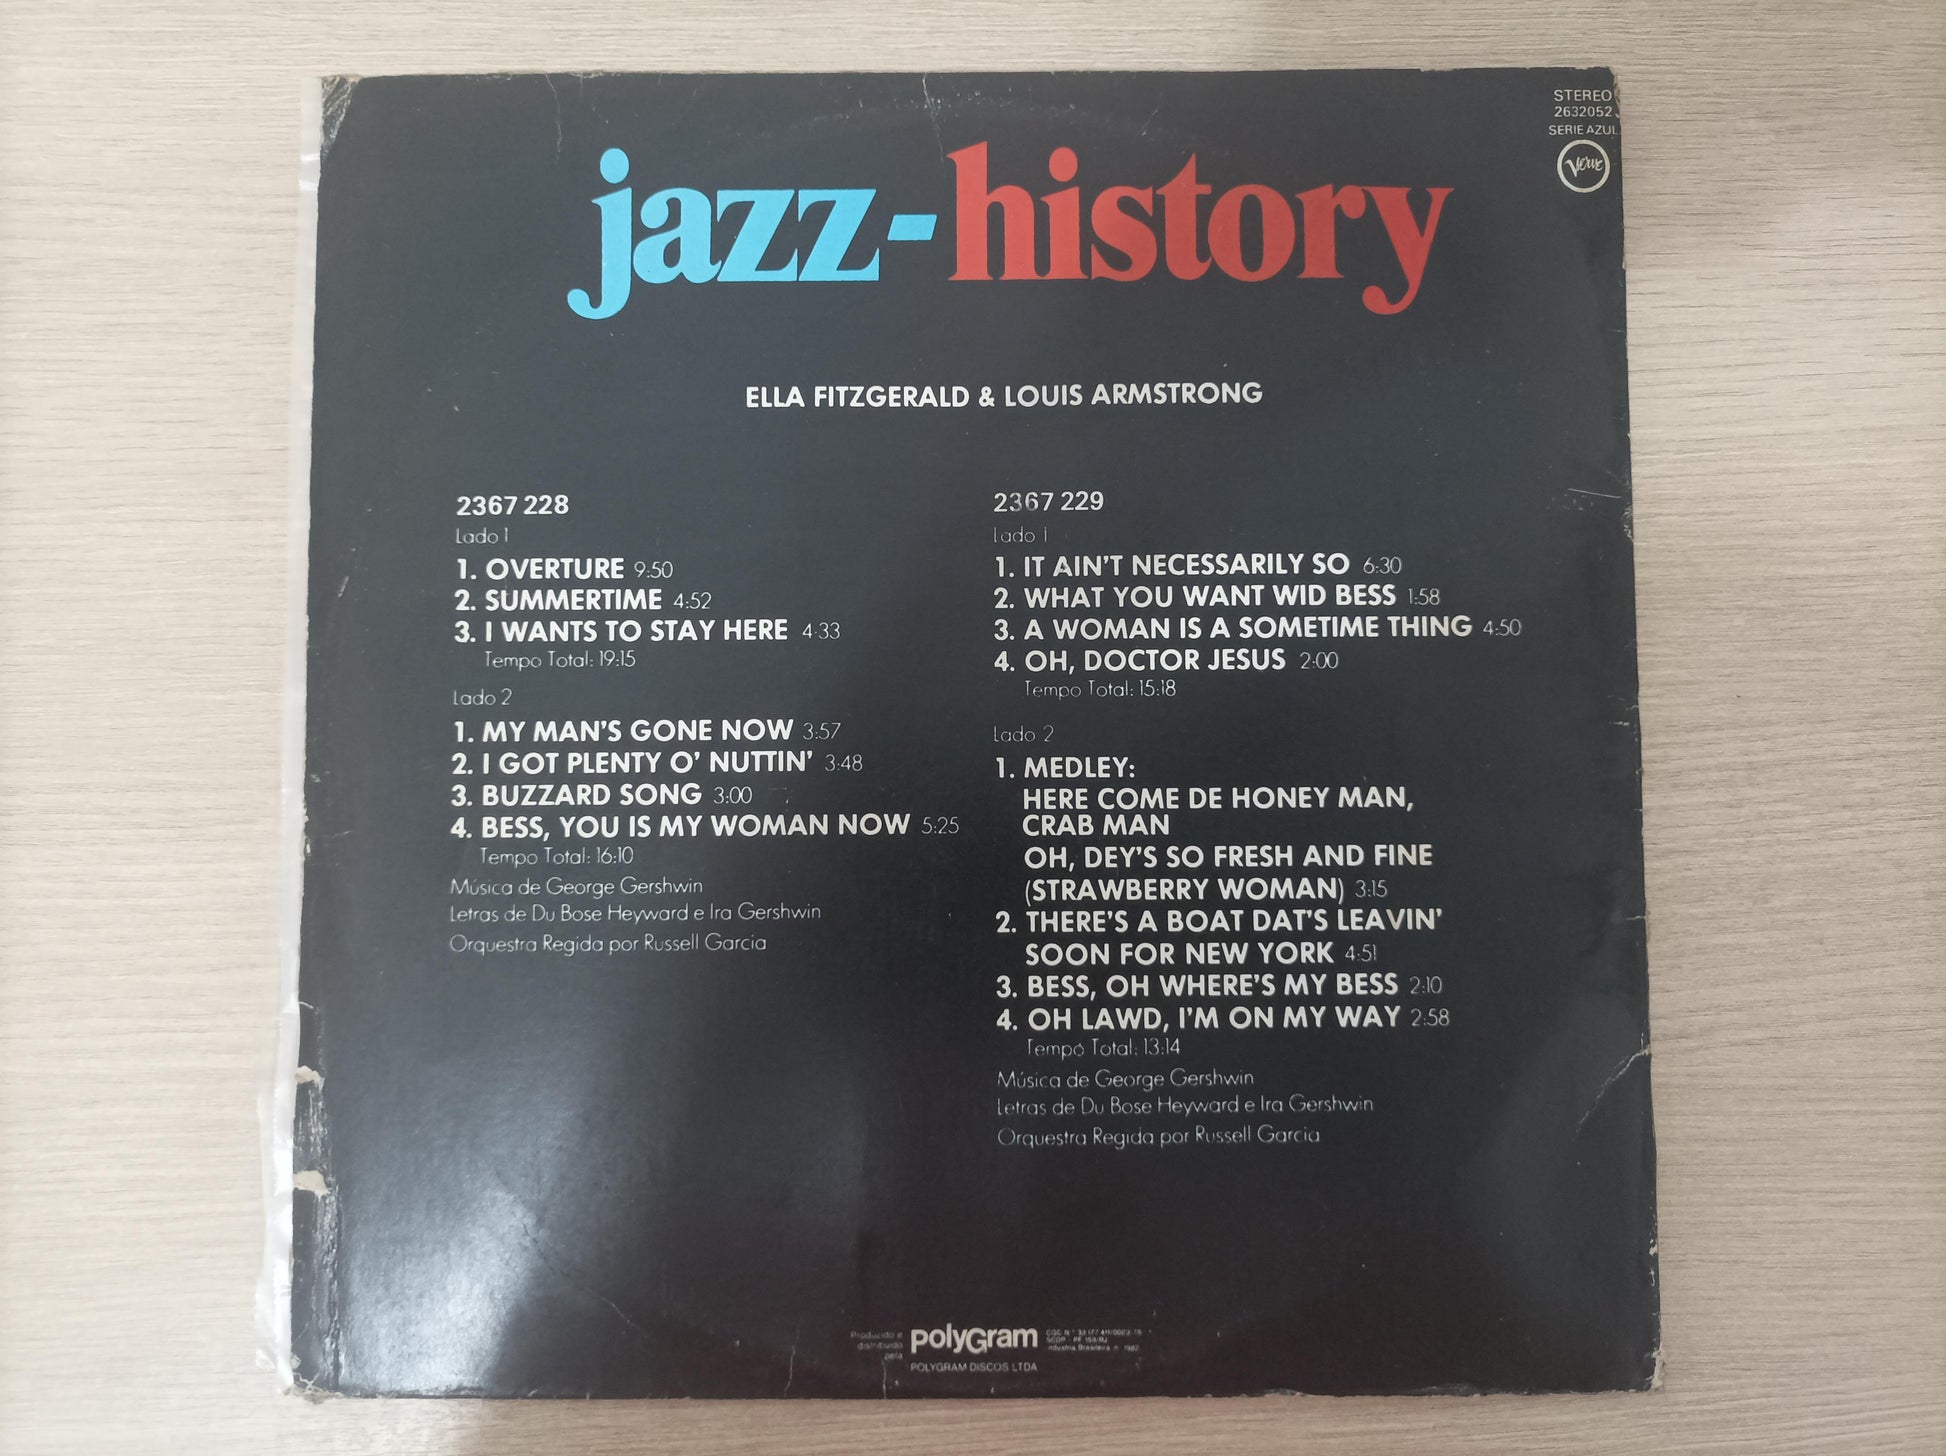 STEREO
2632052
SERIE AZUL
Verve
jazz-history
ELLA FITZGERALD & LOUIS ARMSTRONG
2367 228
Lado 1
1. OVERTURE 9:50
2. SUMMERTIME 4:52
3. I WANTS TO STAY HERE 4:33
Tempo Total: 19:15
Lado 2
1. MY MAN'S GONE NOW 3:57
2. I GOT PLENTY O' NUTTIN' 3:48
3. BUZZARD SONG 3:00
4. BESS, YOU IS MY WOMAN NOW 5:25
Tempo Total: 16:10
Música de George Gershwin
Letras de Du Bose Heyward e Ira Gershwin
Orquestra Regida por Russell Garcia
2367 229
Lado 1
1. IT AIN'T NECESSARILY SO 6:30
2. WHAT YOU WANT WID BESS 1:58
3. A WOMAN IS A SOMETIME THING 4:50
4. OH, DOCTOR JESUS 2:00
Tempo Total: 15:18
Lado 2
1. MEDLEY:
HERE COME DE HONEY MAN,
CRAB MAN
OH, DEY'S SO FRESH AND FINE
(STRAWBERRY WOMAN) 3:15
2. THERE'S A BOAT DAT'S LEAVIN'
SOON FOR NEW YORK 4:51
3. BESS, OH WHERE'S MY BESS 2:10
4. OH LAWD, I'M ON MY WAY 2:58
Tempo Total: 13:14
Música de George Gershwin
Letras de Du Bose Heyward e Ira Gershwin
Orquestra Regida por Russell Garcia
Produzido e
distribuido
pela
polyGram
POLYGRAM DISCOS LTDA
Industria Brasileira